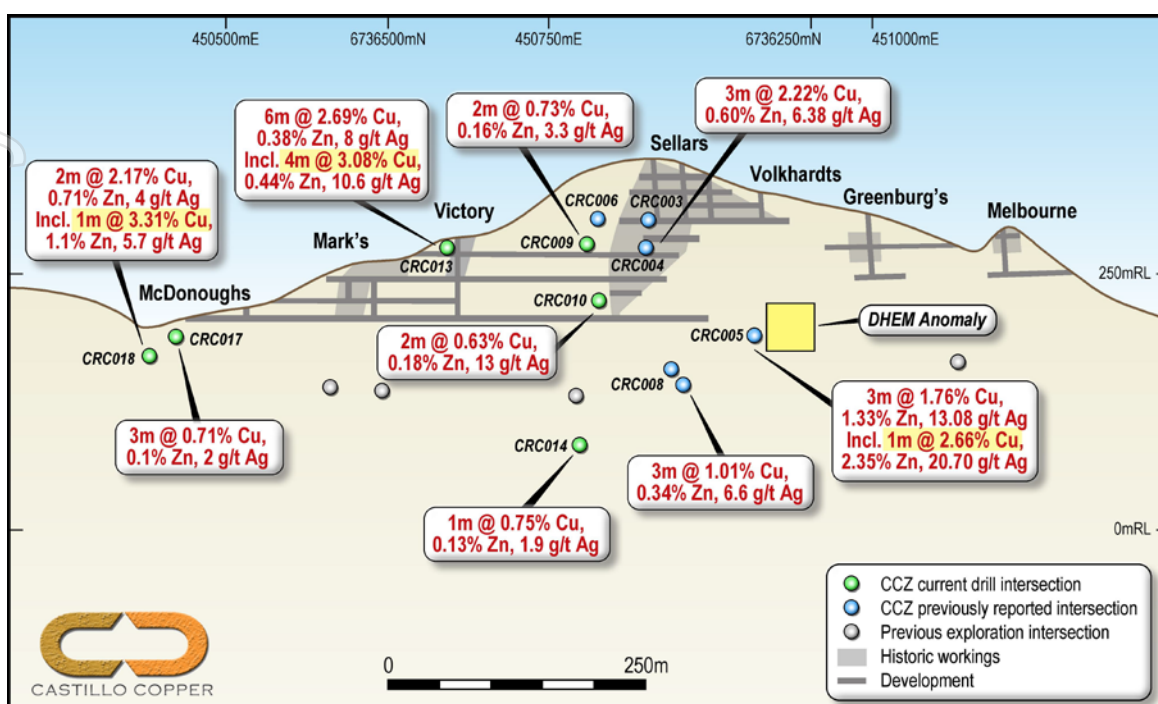 450500mE
6736500mN
450750mE
6736250mN
451000mE
3m @ 2.22% Cu,
0.60% Zn, 6.38 g/t Ag
2m @ 0.73% Cu,
0.16% Zn, 3.3 g/t Ag
6m @ 2.69% Cu,
0.38% Zn, 8 g/t Ag
Incl. 4m @ 3.08% Cu,
0.44% Zn, 10.6 g/t Ag
2m @ 2.17% Cu,
0.71% Zn, 4 g/t Ag
Incl. 1m @ 3.31% Cu,
1.1% Zn, 5.7 g/t Ag
Sellars
Volkhardts
Greenburg's
Melbourne
Victory
Mark's
McDonoughs
CRC006
CRC003
CRC009
CRC004
CRC013
250mRL
CRC010
DHEM Anomaly
CRC005
CRC017
CRC018
2m @ 0.63% Cu,
0.18% Zn, 13 g/t Ag
CRC008
3m @ 1.76% Cu,
1.33% Zn, 13.08 g/t Ag
Incl. 1m @ 2.66% Cu,
2.35% Zn, 20.70 g/t Ag
3m @ 0.71% Cu,
0.1% Zn, 2 g/t Ag
CRC014
3m @ 1.01% Cu,
0.34% Zn, 6.6 g/t Ag
1m @ 0.75% Cu,
0.13% Zn, 1.9 g/t Ag
0mRL
CCZ current drill intersection
CCZ previously reported intersection
Previous exploration intersection
Historic workings
Development
0
250m
CASTILLO COPPER